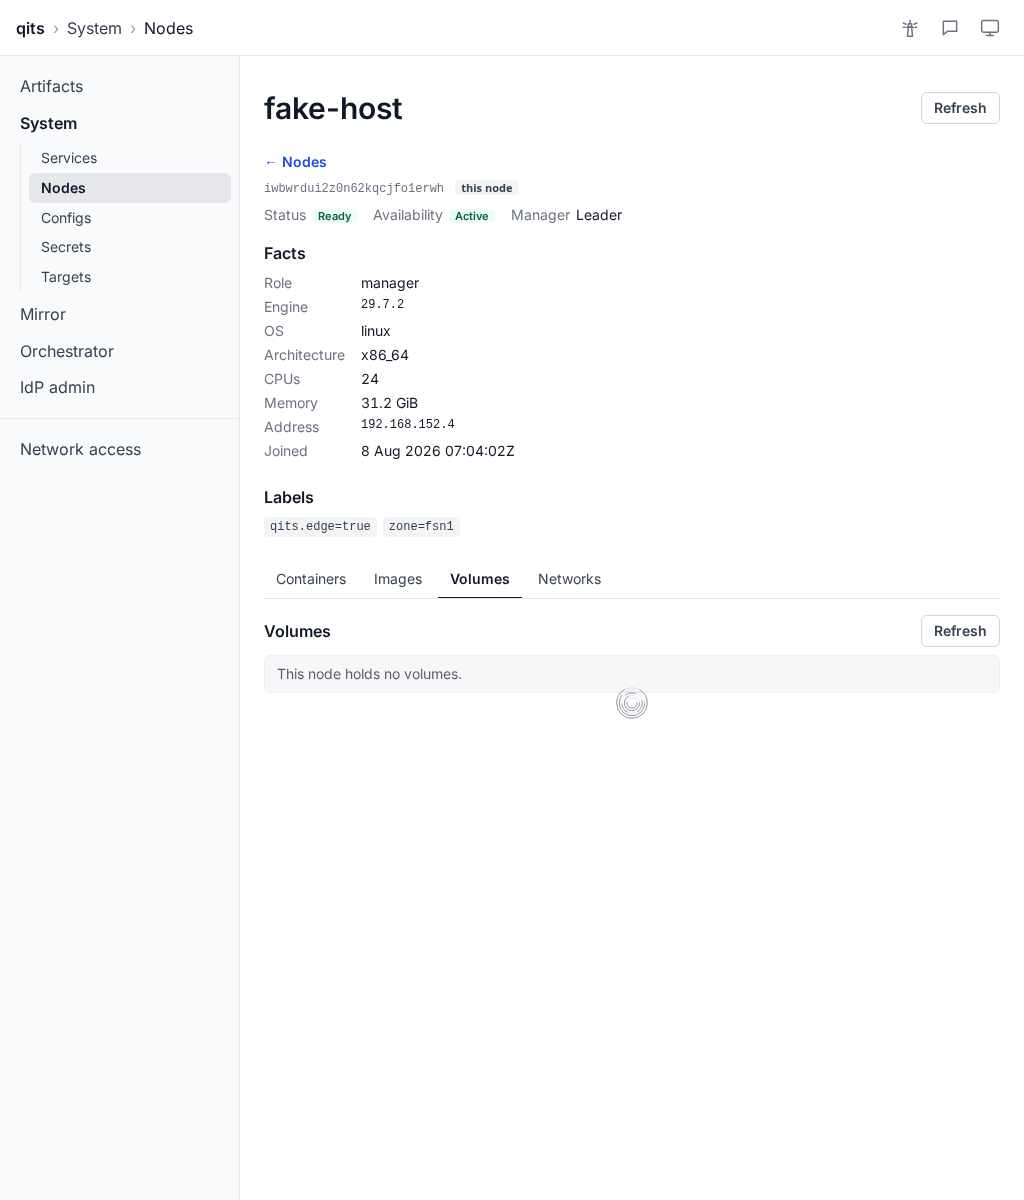 qits › System › Nodes
Artifacts
System
Services
Nodes
Configs
Secrets
Targets
Mirror
Orchestrator
IdP admin
Network access
fake-host
Refresh
← Nodes
iwbwrdui2z0n62kqcjfo1erwh this node
Status Ready Availability Active Manager Leader
Facts
Role manager
Engine 29.7.2
OS linux
Architecture x86_64
CPUs 24
Memory 31.2 GiB
Address 192.168.152.4
Joined 8 Aug 2026 07:04:02Z
Labels
qits.edge=true zone=fsn1
Containers Images Volumes Networks
Volumes
Refresh
This node holds no volumes.